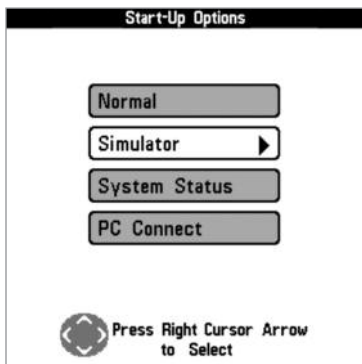 Start-Up Options
Normal
Simulator
System Status
PC Connect
Press Right Cursor Arrow
to Select